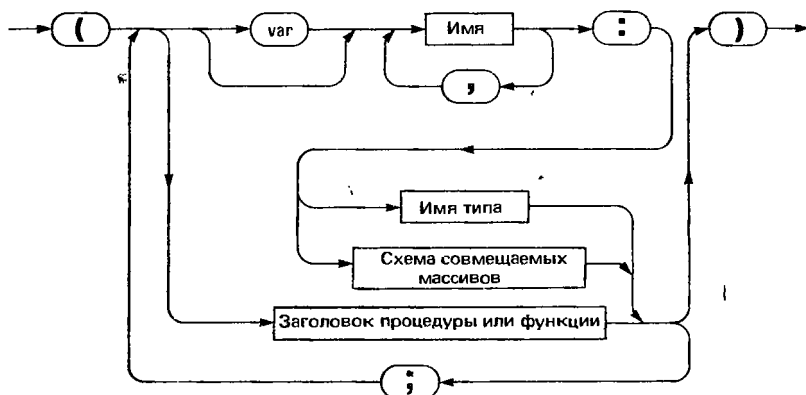 ( var Имя : )
,
Имя типа
Схема совмещаемых
массивов
Заголовок процедуры или функции
;